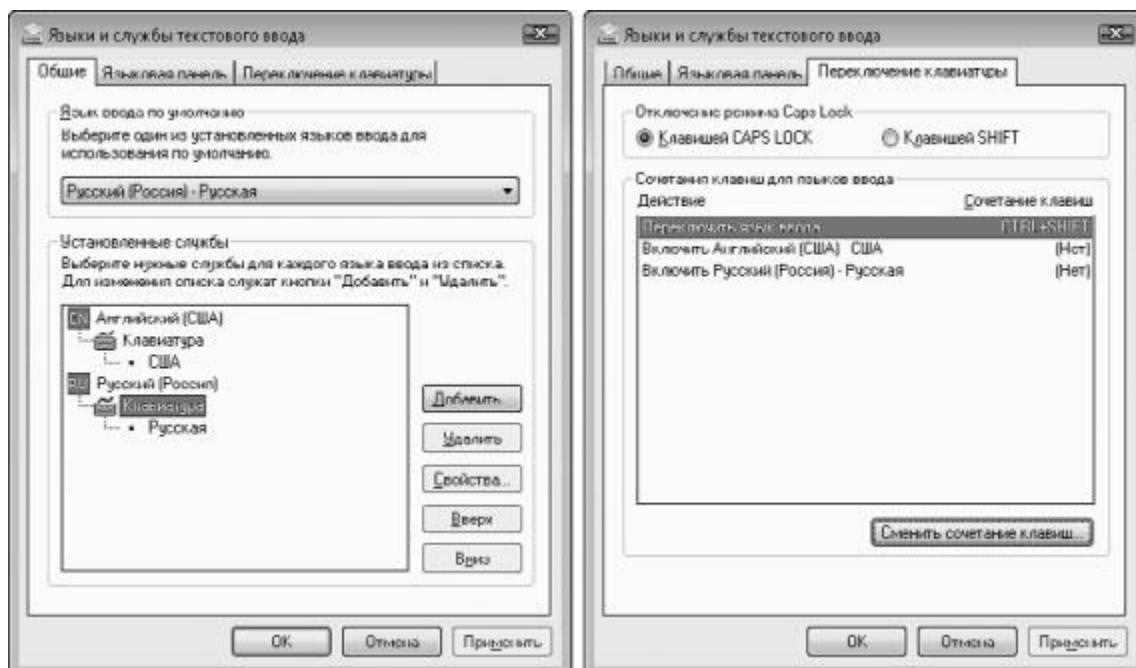 Языки и службы текстового ввода
Общие Языковая панель Переключение клавиатуры
Язык ввода по умолчанию
Выберите один из установленных языков ввода для
использования по умолчанию.
Русский (Россия) - Русская
Установленные службы
Выберите нужные службы для каждого языка ввода из списка.
Для изменения списка служат кнопки "Добавить" и "Удалить".
EN Английский (США)
Клавиатура
• США
RU Русский (Россия)
Клавиатура
• Русская
Добавить...
Удалить
Свойства...
Вверх
Вниз
OK Отмена Применить
Языки и службы текстового ввода
Общие Языковая панель Переключение клавиатуры
Отключение режима Caps Lock
Клавишей CAPS LOCK Клавишей SHIFT
Сочетания клавиш для языков ввода
Действие Сочетание клавиш
Переключить язык ввода CTRL+SHIFT
Включить Английский (США) - США (Нет)
Включить Русский (Россия) - Русская (Нет)
Сменить сочетание клавиш...
OK Отмена Применить